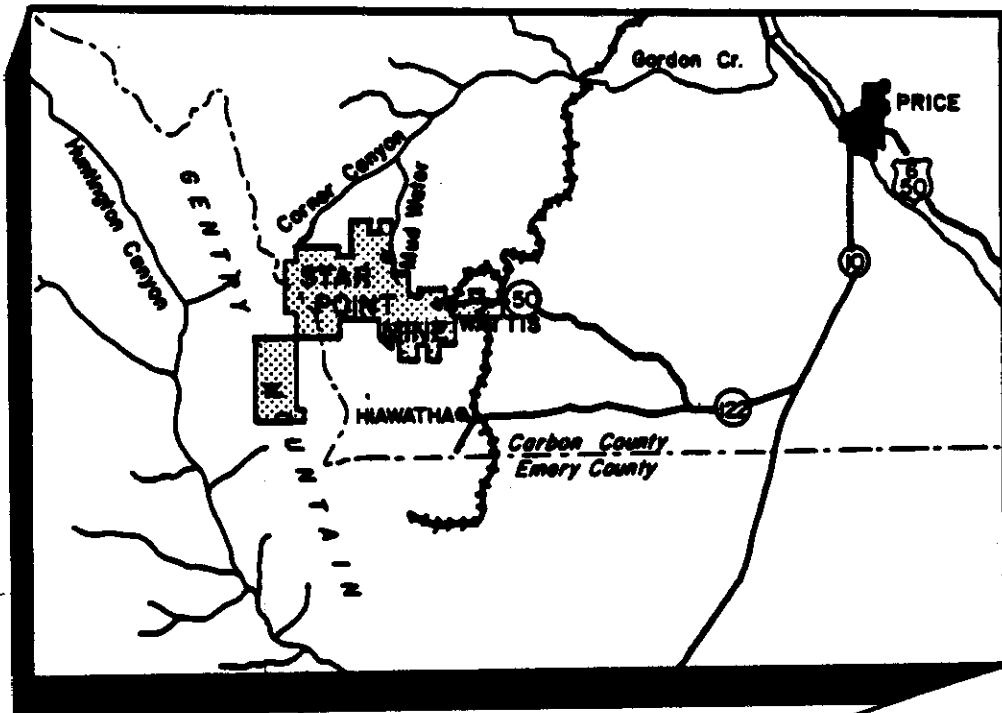 Gordon Cr.
PRICE
6
50
Huntington Canyon
GENTRY
Corner Canyon
Mud Water
10
STAR
POINT
MINE
50
WATTIS
122
HIAWATHA
Carbon County
Emery County
MOUNTAIN